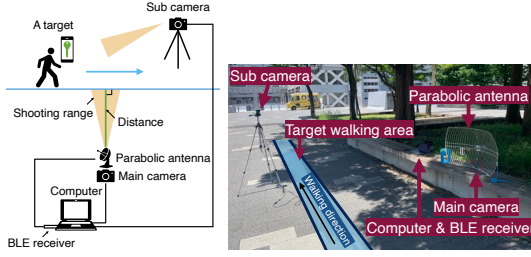 Sub camera
A target
Shooting range
Distance
Parabolic antenna
Main camera
Computer
BLE receiver
Sub camera
Parabolic antenna
Target walking area
Walking direction
Main camera
Computer & BLE receiver